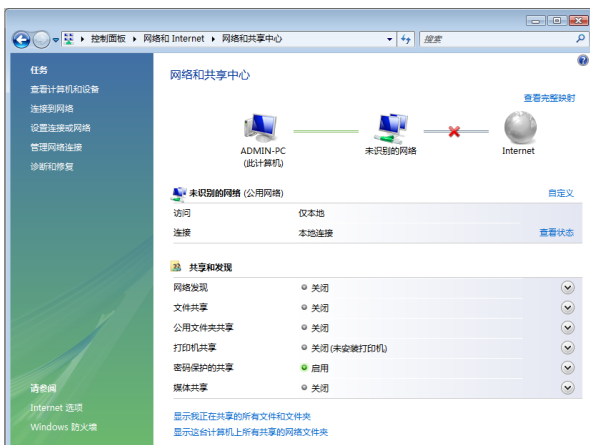 控制面板 ▸ 网络和 Internet ▸ 网络和共享中心
搜索
任务
查看计算机和设备
连接到网络
设置连接或网络
管理网络连接
诊断和修复
请参阅
Internet 选项
Windows 防火墙
网络和共享中心
查看完整映射
ADMIN-PC
(此计算机)
未识别的网络
Internet
未识别的网络 (公用网络)
自定义
访问 仅本地
连接 本地连接 查看状态
共享和发现
网络发现 关闭
文件共享 关闭
公用文件夹共享 关闭
打印机共享 关闭 (未安装打印机)
密码保护的共享 启用
媒体共享 关闭
显示我正在共享的所有文件和文件夹
显示这台计算机上所有共享的网络文件夹